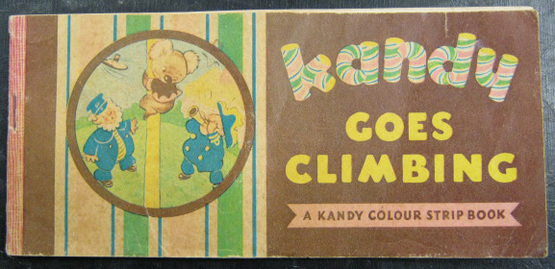 kandy
GOES
CLIMBING
A KANDY COLOUR STRIP BOOK